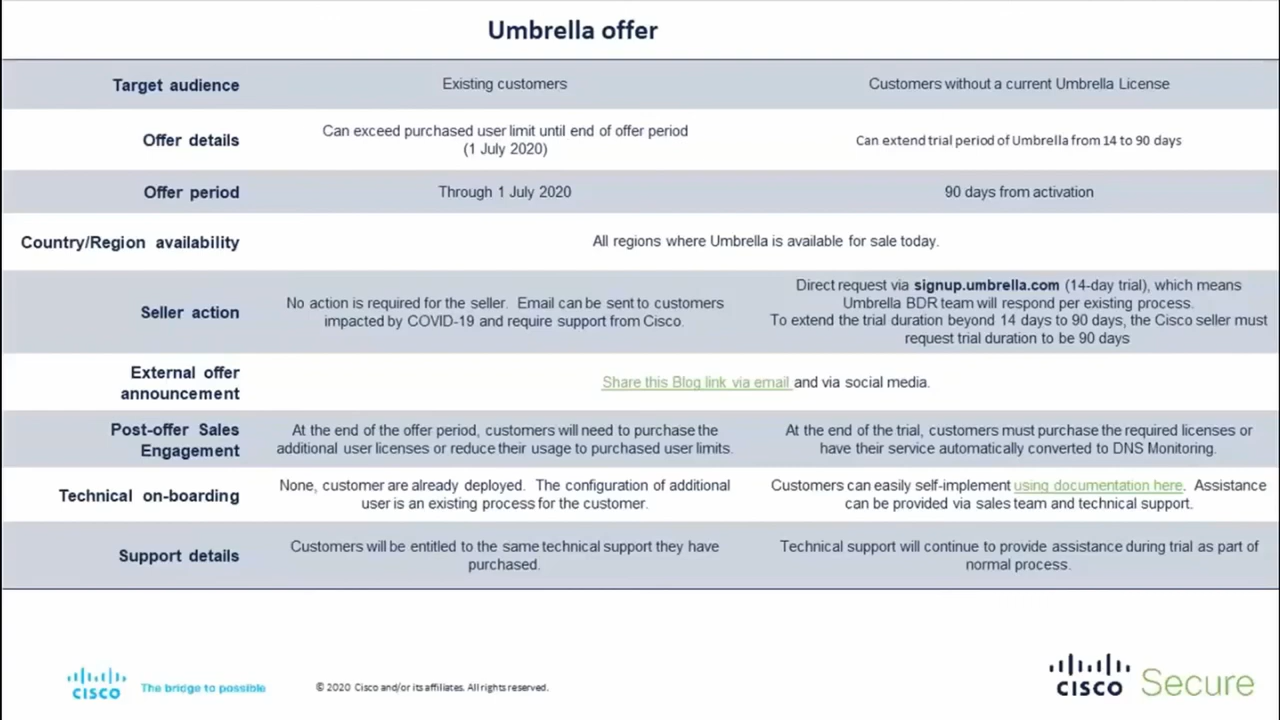 Umbrella offer
Target audience
Existing customers
Customers without a current Umbrella License
Offer details
Can exceed purchased user limit until end of offer period
(1 July 2020)
Can extend trial period of Umbrella from 14 to 90 days
Offer period
Through 1 July 2020
90 days from activation
Country/Region availability
All regions where Umbrella is available for sale today.
Seller action
No action is required for the seller. Email can be sent to customers
impacted by COVID-19 and require support from Cisco.
Direct request via signup.umbrella.com (14-day trial), which means
Umbrella BDR team will respond per existing process.
To extend the trial duration beyond 14 days to 90 days, the Cisco seller must
request trial duration to be 90 days
External offer
announcement
Share this Blog link via email and via social media.
Post-offer Sales
Engagement
At the end of the offer period, customers will need to purchase the
additional user licenses or reduce their usage to purchased user limits.
At the end of the trial, customers must purchase the required licenses or
have their service automatically converted to DNS Monitoring.
Technical on-boarding
None, customer are already deployed. The configuration of additional
user is an existing process for the customer.
Customers can easily self-implement using documentation here. Assistance
can be provided via sales team and technical support.
Support details
Customers will be entitled to the same technical support they have
purchased.
Technical support will continue to provide assistance during trial as part of
normal process.
CISCO
The bridge to possible
© 2020 Cisco and/or its affiliates. All rights reserved.
CISCO Secure